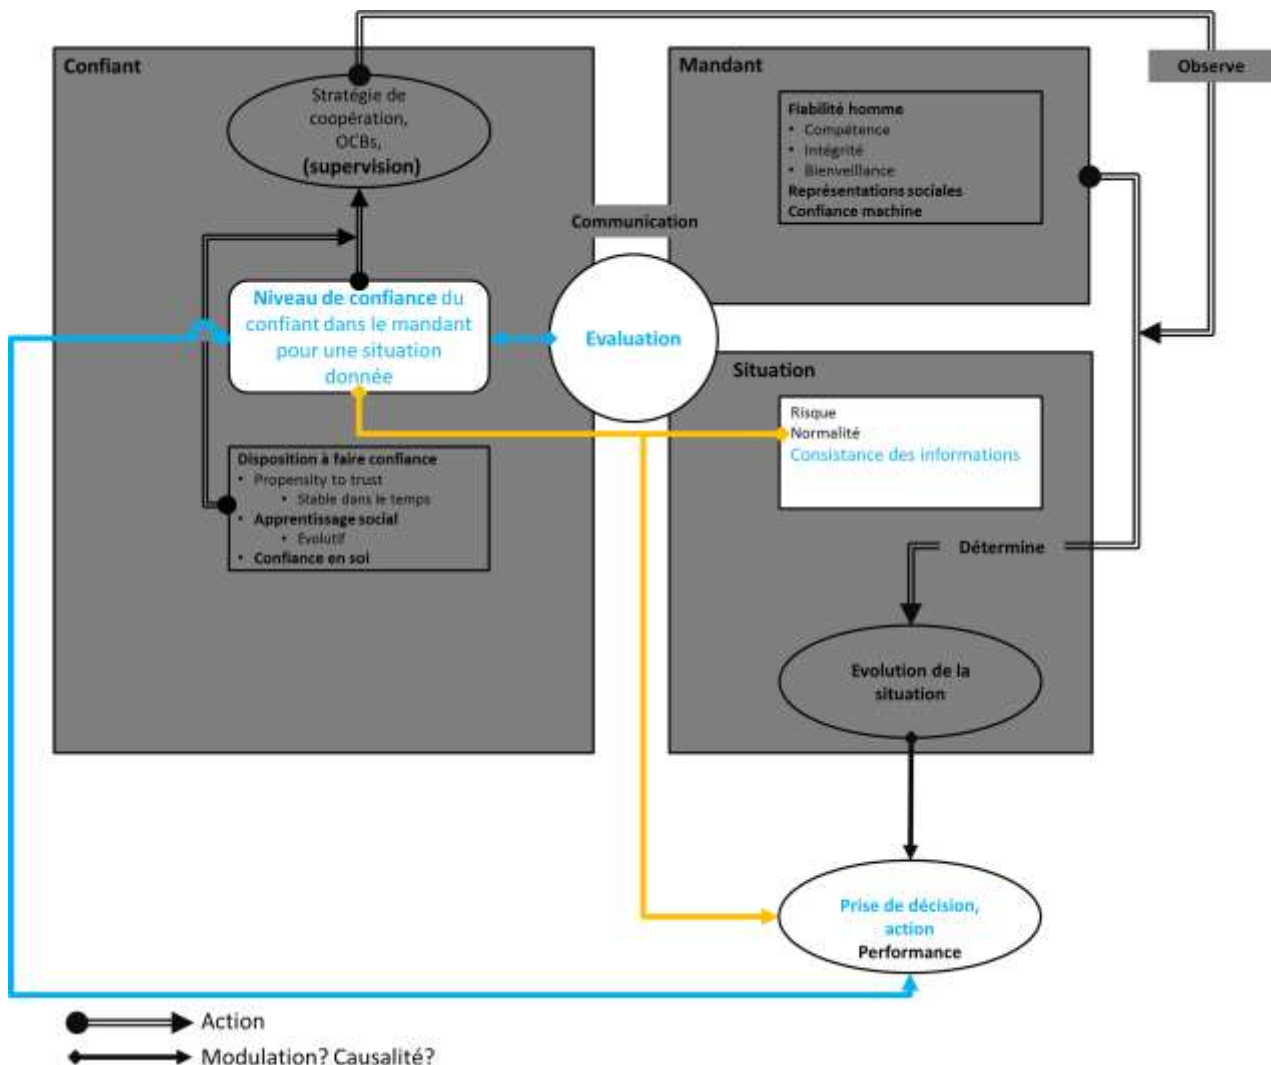 Observe
Confiant
Stratégie de
coopération,
OCBs,
(supervision)
Mandant
Fiabilité homme
• Compétence
• Intégrité
• Bienveillance
Représentations sociales
Confiance machine
Communication
Niveau de confiance du
confiant dans le mandant
pour une situation
donnée
Evaluation
Situation
Risque
Normalité
Consistance des informations
Disposition à faire confiance
• Propensity to trust
• Stable dans le temps
• Apprentissage social
• Evolutif
• Confiance en soi
Détermine
Evolution de la
situation
Prise de décision,
action
Performance
Action
Modulation? Causalité?